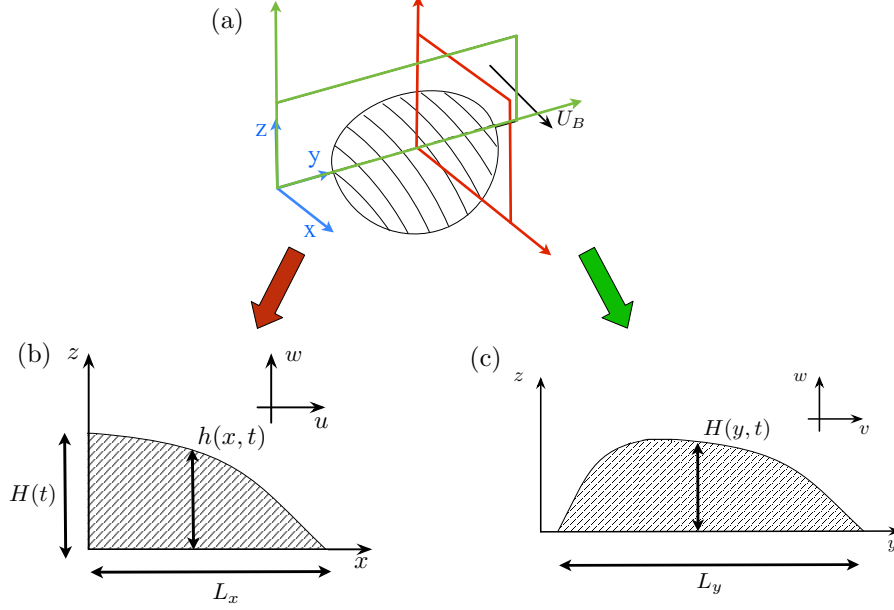 (a)
z
y
x
U_B
(b)
z
w
u
h(x, t)
H(t)
x
L_x
(c)
z
w
v
H(y, t)
y
L_y